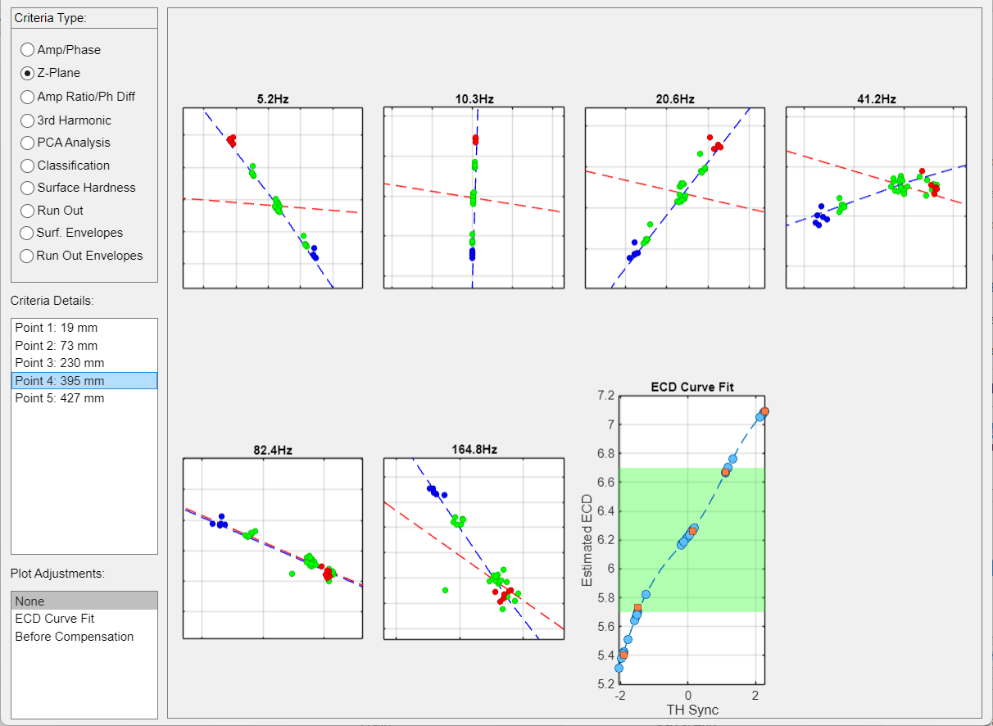 Criteria Type:
Amp/Phase
Z-Plane
Amp Ratio/Ph Diff
3rd Harmonic
PCA Analysis
Classification
Surface Hardness
Run Out
Surf. Envelopes
Run Out Envelopes
Criteria Details:
Point 1: 19 mm
Point 2: 73 mm
Point 3: 230 mm
Point 4: 395 mm
Point 5: 427 mm
Plot Adjustments:
None
ECD Curve Fit
Before Compensation
5.2Hz
10.3Hz
20.6Hz
41.2Hz
82.4Hz
164.8Hz
ECD Curve Fit
7.2
7
6.8
6.6
6.4
6.2
6
5.8
5.6
5.4
5.2
Estimated ECD
-2
0
2
TH Sync